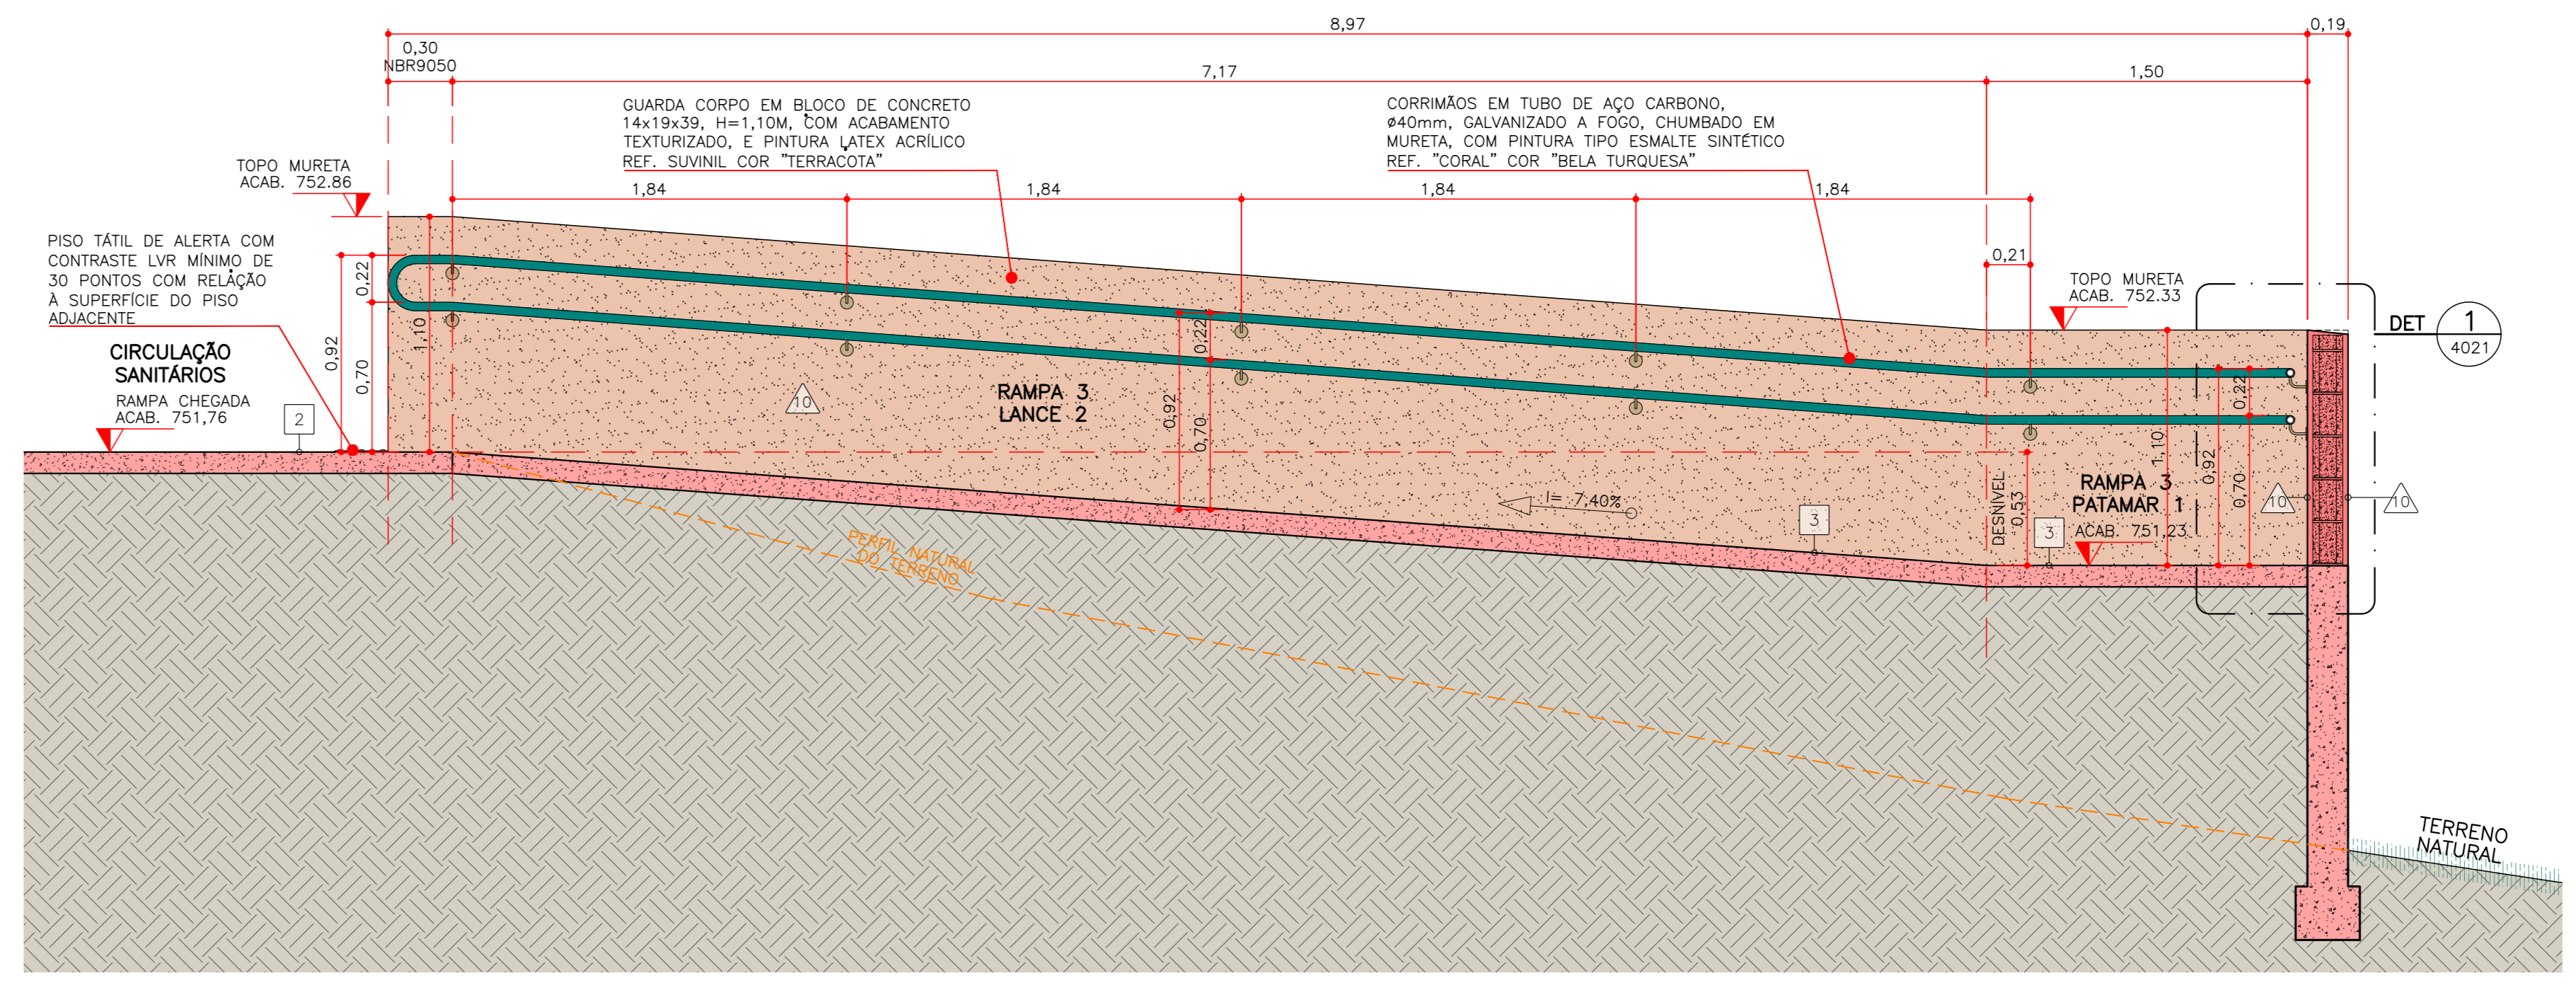 8,97
0,19
0,30
NBR9050
7,17
1,50
GUARDA CORPO EM BLOCO DE CONCRETO
14x19x39, H=1,10M, COM ACABAMENTO
TEXTURIZADO, E PINTURA LATEX ACRÍLICO
REF. SUVINIL COR "TERRACOTA"
CORRIMÃOS EM TUBO DE AÇO CARBONO,
ø40mm, GALVANIZADO A FOGO, CHUMBADO EM
MURETA, COM PINTURA TIPO ESMALTE SINTÉTICO
REF. "CORAL" COR "BELA TURQUESA"
TOPO MURETA
ACAB. 752.86
1,84
1,84
1,84
1,84
PISO TÁTIL DE ALERTA COM
CONTRASTE LVR MÍNIMO DE
30 PONTOS COM RELAÇÃO
À SUPERFÍCIE DO PISO
ADJACENTE
0,21
TOPO MURETA
ACAB. 752.33
DET
1
4021
0,92
0,22
0,70
1,10
CIRCULAÇÃO
SANITÁRIOS
RAMPA CHEGADA
ACAB. 751,76
2
10
RAMPA 3
LANCE 2
0,92
0,22
0,70
I= 7,40%
3
DESNÍVEL
0,53
3
RAMPA 3
PATAMAR 1
ACAB. 751,23
1,10
0,92
0,22
0,70
10
10
PERFIL NATURAL
DO TERRENO
TERRENO
NATURAL